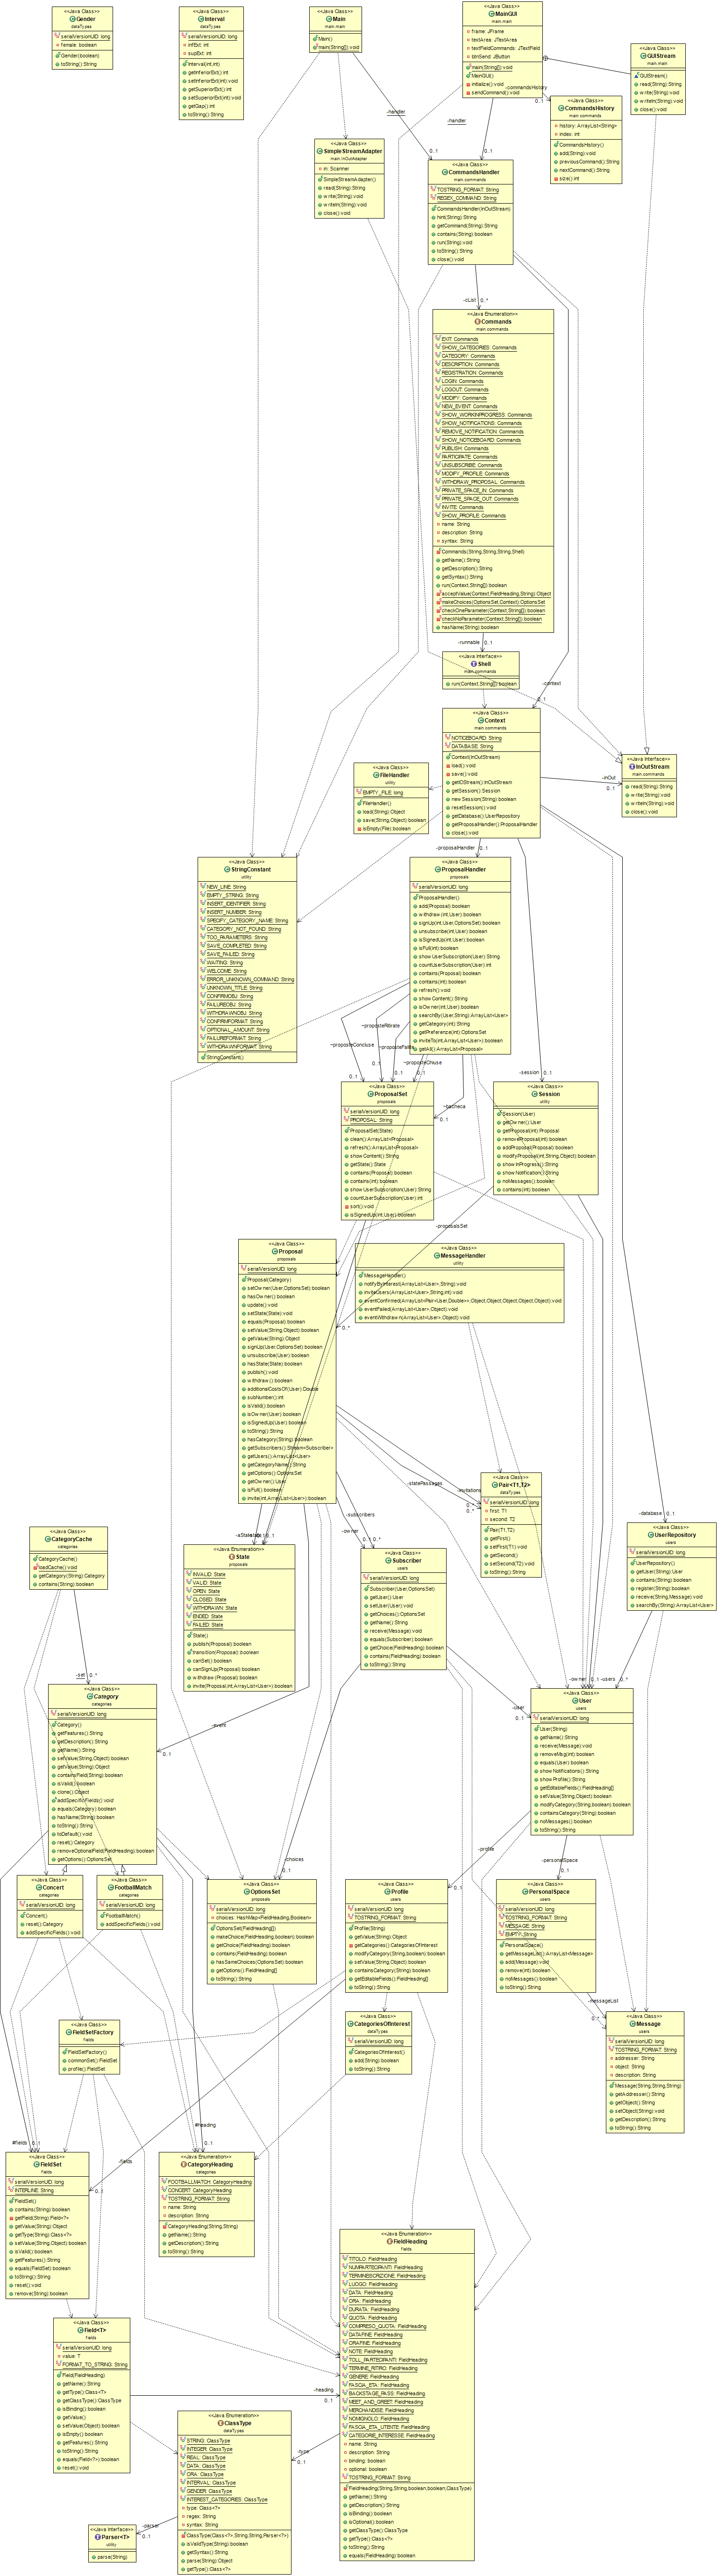 <<Java Class>>
Gender
dataTypes
serialVersionUID: long
female: boolean
Gender(boolean)
toString():String
<<Java Class>>
Interval
dataTypes
serialVersionUID: long
infExt: int
supExt: int
Interval(int,int)
getInferiorExt():int
setInferiorExt(int):void
getSuperiorExt():int
setSuperiorExt(int):void
getGap():int
toString():String
<<Java Class>>
Main
main.main
Main()
main(String[]):void
<<Java Class>>
MainGUI
main.main
frame: JFrame
textArea: JTextArea
textFieldCommands: JTextField
btnSend: JButton
main(String[]):void
MainGUI()
initialize():void
sendCommand():void
<<Java Class>>
GUIStream
main.main
GUIStream()
read(String):String
write(String):void
writeln(String):void
close():void
-commandsHistory
0..1
<<Java Class>>
CommandsHistory
main.commands
history: ArrayList<String>
index: int
CommandsHistory()
add(String):void
previousCommand():String
nextCommand():String
size():int
-handler
-handler
0..1
0..1
<<Java Class>>
SimpleStreamAdapter
main.inOutAdapter
in: Scanner
SimpleStreamAdapter()
read(String):String
write(String):void
writeln(String):void
close():void
<<Java Class>>
CommandsHandler
main.commands
TOSTRING_FORMAT: String
REGEX_COMMAND: String
CommandsHandler(InOutStream)
hint(String):String
getCommand(String):String
contains(String):boolean
run(String):void
toString():String
close():void
-cList
0..*
<<Java Enumeration>>
Commands
main.commands
EXIT: Commands
SHOW_CATEGORIES: Commands
CATEGORY: Commands
DESCRIPTION: Commands
REGISTRATION: Commands
LOGIN: Commands
LOGOUT: Commands
MODIFY: Commands
NEW_EVENT: Commands
SHOW_WORKINPROGRESS: Commands
SHOW_NOTIFICATIONS: Commands
REMOVE_NOTIFICATION: Commands
SHOW_NOTICEBOARD: Commands
PUBLISH: Commands
PARTICIPATE: Commands
UNSUBSCRIBE: Commands
MODIFY_PROFILE: Commands
WITHDRAW_PROPOSAL: Commands
PRIVATE_SPACE_IN: Commands
PRIVATE_SPACE_OUT: Commands
INVITE: Commands
SHOW_PROFILE: Commands
name: String
description: String
syntax: String
Commands(String,String,String,Shell)
getName():String
getDescription():String
getSyntax():String
run(Context,String[]):boolean
acceptValue(Context,FieldHeading,String):Object
makeChoices(OptionsSet,Context):OptionsSet
checkOneParameter(Context,String[]):boolean
checkNoParameter(Context,String[]):boolean
hasName(String):boolean
-runnable
0..1
<<Java Interface>>
Shell
main.commands
run(Context,String[]):boolean
-context
0..1
<<Java Class>>
Context
main.commands
NOTICEBOARD: String
DATABASE: String
Context(InOutStream)
load():void
save():void
getIOStream():InOutStream
getSession():Session
newSession(String):boolean
resetSession():void
getDatabase():UserRepository
getProposalHandler():ProposalHandler
close():void
-inOut
0..1
<<Java Interface>>
InOutStream
main.commands
read(String):String
write(String):void
writeln(String):void
close():void
<<Java Class>>
FileHandler
utility
EMPTY_FILE: long
FileHandler()
load(String):Object
save(String,Object):boolean
isEmpty(File):boolean
-proposalHandler
0..1
<<Java Class>>
StringConstant
utility
NEW_LINE: String
EMPTY_STRING: String
INSERT_IDENTIFIER: String
INSERT_NUMBER: String
SPECIFY_CATEGORY_NAME: String
CATEGORY_NOT_FOUND: String
TOO_PARAMETERS: String
SAVE_COMPLETED: String
SAVE_FAILED: String
WAITING: String
WELCOME: String
ERROR_UNKNOWN_COMMAND: String
UNKNOWN_TITLE: String
CONFIRMOBJ: String
FAILUREOBJ: String
WITHDRAWNOBJ: String
CONFIRMFORMAT: String
OPTIONAL_AMOUNT: String
FAILUREFORMAT: String
WITHDRAWNFORMAT: String
StringConstant()
<<Java Class>>
ProposalHandler
proposals
serialVersionUID: long
ProposalHandler()
add(Proposal):boolean
withdraw(int,User):boolean
signUp(int,User,OptionsSet):boolean
unsubscribe(int,User):boolean
isSignedUp(int,User):boolean
isFull(int):boolean
showUserSubscription(User):String
countUserSubscription(User):int
contains(Proposal):boolean
contains(int):boolean
refresh():void
showContent():String
isOwner(int,User):boolean
searchBy(User,String):ArrayList<User>
getCategory(int):String
getPreference(int):OptionsSet
inviteTo(int,ArrayList<User>):boolean
getAll():ArrayList<Proposal>
-proposteRitirate
-proposteConcluse
-proposteChiuse
0..1
0..1
0..1
0..1
-bacheca
0..1
<<Java Class>>
ProposalSet
proposals
serialVersionUID: long
PROPOSAL: String
ProposalSet(State)
clean():ArrayList<Proposal>
refresh():ArrayList<Proposal>
showContent():String
getState():State
contains(Proposal):boolean
contains(int):boolean
showUserSubscription(User):String
countUserSubscription(User):int
sort():void
isSignedUp(int,User):boolean
-session
0..1
<<Java Class>>
Session
utility
Session(User)
getOwner():User
getProposal(int):Proposal
removeProposal(int):boolean
addProposal(Proposal):boolean
modifyProposal(int,String,Object):boolean
showInProgress():String
showNotification():String
noMessages():boolean
contains(int):boolean
-proposalsSet
0..*
<<Java Class>>
Proposal
proposals
serialVersionUID: long
Proposal(Category)
setOwner(User,OptionsSet):boolean
hasOwner():boolean
update():void
setState(State):void
equals(Proposal):boolean
setValue(String,Object):boolean
getValue(String):Object
signUp(User,OptionsSet):boolean
unsubscribe(User):boolean
hasState(State):boolean
publish():void
withdraw():boolean
additionalCostsOf(User):Double
subNumber():int
isValid():boolean
isOwner(User):boolean
isSignedUp(User):boolean
toString():String
hasCategory(String):boolean
getSubscribers():Stream<Subscriber>
getUsers():ArrayList<User>
getCategoryName():String
getOptions():OptionsSet
getOwner():User
isFull():boolean
invite(int,ArrayList<User>):boolean
<<Java Class>>
MessageHandler
utility
MessageHandler()
notifyByInterest(ArrayList<User>,String):void
inviteUsers(ArrayList<User>,String,int):void
eventConfirmed(ArrayList<Pair<User,Double>>,Object,Object,Object,Object,Object):void
eventFailed(ArrayList<User>,Object):void
eventWithdrawn(ArrayList<User>,Object):void
-statePassages
-invitations
0..*
0..*
<<Java Class>>
Pair<T1,T2>
dataTypes
serialVersionUID: long
first: T1
second: T2
Pair(T1,T2)
getFirst()
setFirst(T1):void
getSecond()
setSecond(T2):void
toString():String
-subscribers
-owner
0..1
0..*
<<Java Class>>
CategoryCache
categories
CategoryCache()
loadCache():void
getCategory(String):Category
contains(String):boolean
<<Java Enumeration>>
State
proposals
INVALID: State
VALID: State
OPEN: State
CLOSED: State
WITHDRAWN: State
ENDED: State
FAILED: State
State()
publish(Proposal):boolean
transition(Proposal):boolean
canSet():boolean
canSignUp(Proposal):boolean
withdraw(Proposal):boolean
invite(Proposal,int,ArrayList<User>):boolean
<<Java Class>>
Subscriber
users
serialVersionUID: long
Subscriber(User,OptionsSet)
getUser():User
setUser(User):void
getChoices():OptionsSet
getName():String
receive(Message):void
equals(Subscriber):boolean
getChoice(FieldHeading):boolean
contains(FieldHeading):boolean
toString():String
-database
0..1
<<Java Class>>
UserRepository
users
serialVersionUID: long
UserRepository()
getUser(String):User
contains(String):boolean
register(String):boolean
receive(String,Message):void
searchBy(String):ArrayList<User>
-set
0..*
<<Java Class>>
Category
categories
serialVersionUID: long
Category()
getFeatures():String
getDescription():String
getName():String
setValue(String,Object):boolean
getValue(String):Object
containsField(String):boolean
isValid():boolean
clone():Object
addSpecificFields():void
equals(Category):boolean
hasName(String):boolean
toString():String
toDefault():void
reset():Category
removeOptionalField(FieldHeading):boolean
getOptions():OptionsSet
-event
0..1
-owner
0..1
-users
0..*
-user
0..1
<<Java Class>>
User
users
serialVersionUID: long
User(String)
getName():String
receive(Message):void
removeMsg(int):boolean
equals(User):boolean
showNotifications():String
showProfile():String
getEditableFields():FieldHeading[]
setValue(String,Object):boolean
modifyCategory(String,boolean):boolean
containsCategory(String):boolean
noMessages():boolean
toString():String
-choices
0..1
-profile
0..1
-personalSpace
0..1
<<Java Class>>
Concert
categories
serialVersionUID: long
Concert()
reset():Category
addSpecificFields():void
<<Java Class>>
FootballMatch
categories
serialVersionUID: long
FootballMatch()
addSpecificFields():void
<<Java Class>>
OptionsSet
proposals
serialVersionUID: long
choices: HashMap<FieldHeading,Boolean>
OptionsSet(FieldHeading[])
makeChoice(FieldHeading,boolean):boolean
getChoice(FieldHeading):boolean
contains(FieldHeading):boolean
hasSameChoices(OptionsSet):boolean
getOptions():FieldHeading[]
toString():String
<<Java Class>>
Profile
users
serialVersionUID: long
TOSTRING_FORMAT: String
Profile(String)
getValue(String):Object
getCategories():CategoriesOfInterest
modifyCategory(String,boolean):boolean
setValue(String,Object):boolean
containsCategory(String):boolean
getEditableFields():FieldHeading[]
toString():String
<<Java Class>>
PersonalSpace
users
serialVersionUID: long
TOSTRING_FORMAT: String
MESSAGE: String
EMPTY: String
PersonalSpace()
getMessageList():ArrayList<Message>
add(Message):void
remove(int):boolean
noMessages():boolean
toString():String
-messageList
0..*
<<Java Class>>
FieldSetFactory
fields
FieldSetFactory()
commonSet():FieldSet
profile():FieldSet
<<Java Class>>
CategoriesOfInterest
dataTypes
serialVersionUID: long
CategoriesOfInterest()
add(String):boolean
toString():String
<<Java Class>>
Message
users
serialVersionUID: long
TOSTRING_FORMAT: String
addresser: String
object: String
description: String
Message(String,String,String)
getAddresser():String
getObject():String
setObject(String):void
getDescription():String
toString():String
#heading
0..1
#fields
0..1
-fields
0..1
<<Java Class>>
FieldSet
fields
serialVersionUID: long
INTERLINE: String
FieldSet()
contains(String):boolean
getField(String):Field<?>
getValue(String):Object
getType(String):Class<?>
setValue(String,Object):boolean
isValid():boolean
getFeatures():String
equals(FieldSet):boolean
toString():String
reset():void
remove(String):boolean
<<Java Enumeration>>
CategoryHeading
categories
FOOTBALLMATCH: CategoryHeading
CONCERT: CategoryHeading
TOSTRING_FORMAT: String
name: String
description: String
CategoryHeading(String,String)
getName():String
getDescription():String
toString():String
<<Java Enumeration>>
FieldHeading
fields
TITOLO: FieldHeading
NUMPARTECIPANTI: FieldHeading
TERMINEISCRIZIONE: FieldHeading
LUOGO: FieldHeading
DATA: FieldHeading
ORA: FieldHeading
DURATA: FieldHeading
QUOTA: FieldHeading
COMPRESO_QUOTA: FieldHeading
DATAFINE: FieldHeading
ORAFINE: FieldHeading
NOTE: FieldHeading
TOLL_PARTECIPANTI: FieldHeading
TERMINE_RITIRO: FieldHeading
GENERE: FieldHeading
FASCIA_ETA: FieldHeading
BACKSTAGE_PASS: FieldHeading
MEET_AND_GREET: FieldHeading
MERCHANDISE: FieldHeading
NOMIGNOLO: FieldHeading
FASCIA_ETA_UTENTE: FieldHeading
CATEGORIE_INTERESSE: FieldHeading
name: String
description: String
binding: boolean
optional: boolean
TOSTRING_FORMAT: String
FieldHeading(String,String,boolean,boolean,ClassType)
getName():String
getDescription():String
isBinding():boolean
isOptional():boolean
getClassType():ClassType
getType():Class<?>
toString():String
equals(FieldHeading):boolean
<<Java Class>>
Field<T>
fields
serialVersionUID: long
value: T
FORMAT_TO_STRING: String
Field(FieldHeading)
getName():String
getType():Class<T>
getClassType():ClassType
isBinding():boolean
getValue()
setValue(Object):boolean
isEmpty():boolean
getFeatures():String
toString():String
equals(Field<?>):boolean
reset():void
-heading
0..1
<<Java Enumeration>>
ClassType
dataTypes
STRING: ClassType
INTEGER: ClassType
REAL: ClassType
DATA: ClassType
ORA: ClassType
INTERVAL: ClassType
GENDER: ClassType
INTEREST_CATEGORIES: ClassType
type: Class<?>
regex: String
syntax: String
ClassType(Class<?>,String,String,Parser<?>)
isValidType(String):boolean
getSyntax():String
parse(String):Object
getType():Class<?>
-type
0..1
-parser
0..1
<<Java Interface>>
Parser<T>
utility
parse(String)